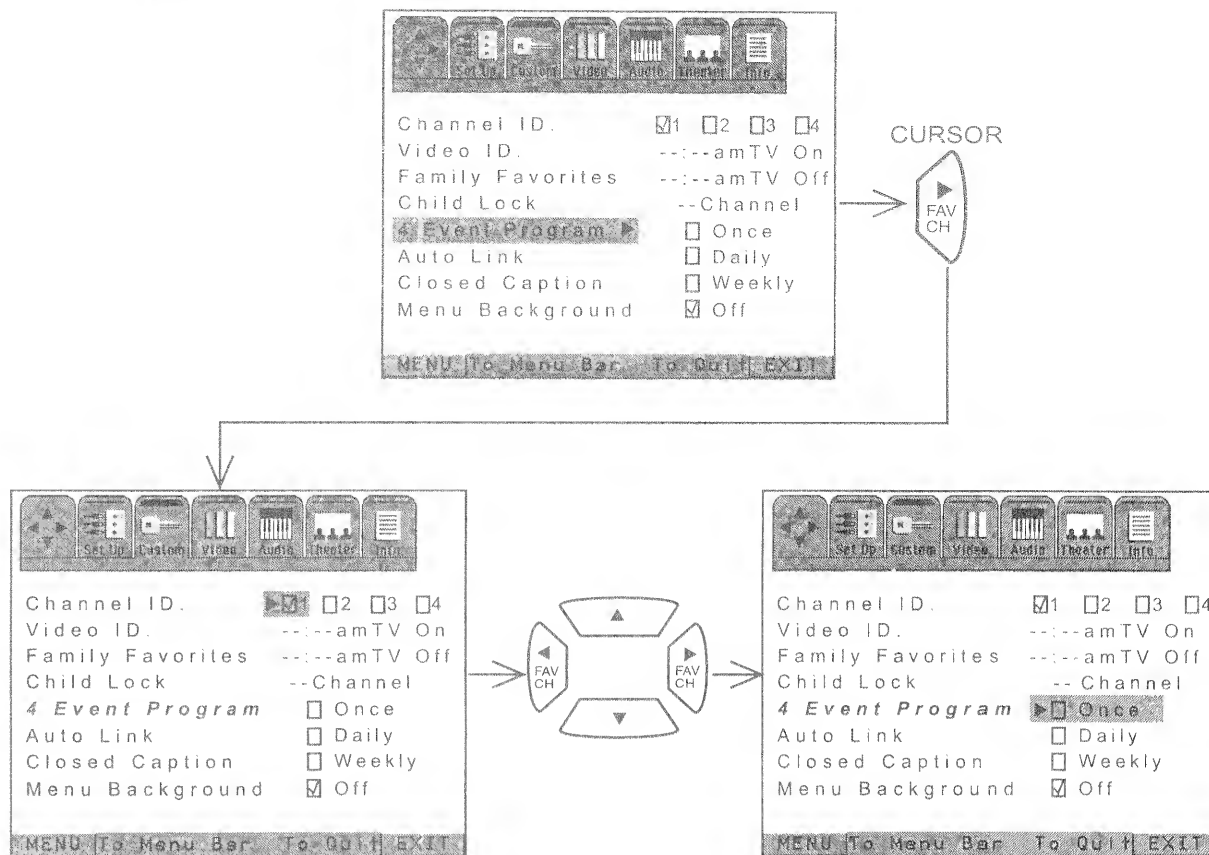 Set Up Custom Video Audio Theater Info
Channel ID. ☑1 ☐2 ☐3 ☐4
Video ID. --:--amTV On
Family Favorites --:--amTV Off
Child Lock --Channel
4 Event Program ▶ ☐ Once
Auto Link ☐ Daily
Closed Caption ☐ Weekly
Menu Background ☑ Off
MENU To Menu Bar To Quit EXIT
CURSOR
▶
FAV
CH
Set Up Custom Video Audio Theater Info
Channel ID. ▶☑1 ☐2 ☐3 ☐4
Video ID. --:--amTV On
Family Favorites --:--amTV Off
Child Lock --Channel
4 Event Program ☐ Once
Auto Link ☐ Daily
Closed Caption ☐ Weekly
Menu Background ☑ Off
MENU To Menu Bar To Quit EXIT
▲
◀
FAV
CH
▶
FAV
CH
▼
Set Up Custom Video Audio Theater Info
Channel ID. ☑1 ☐2 ☐3 ☐4
Video ID. --:--amTV On
Family Favorites --:--amTV Off
Child Lock -- Channel
4 Event Program ▶☐ Once
Auto Link ☐ Daily
Closed Caption ☐ Weekly
Menu Background ☑ Off
MENU To Menu Bar To Quit EXIT